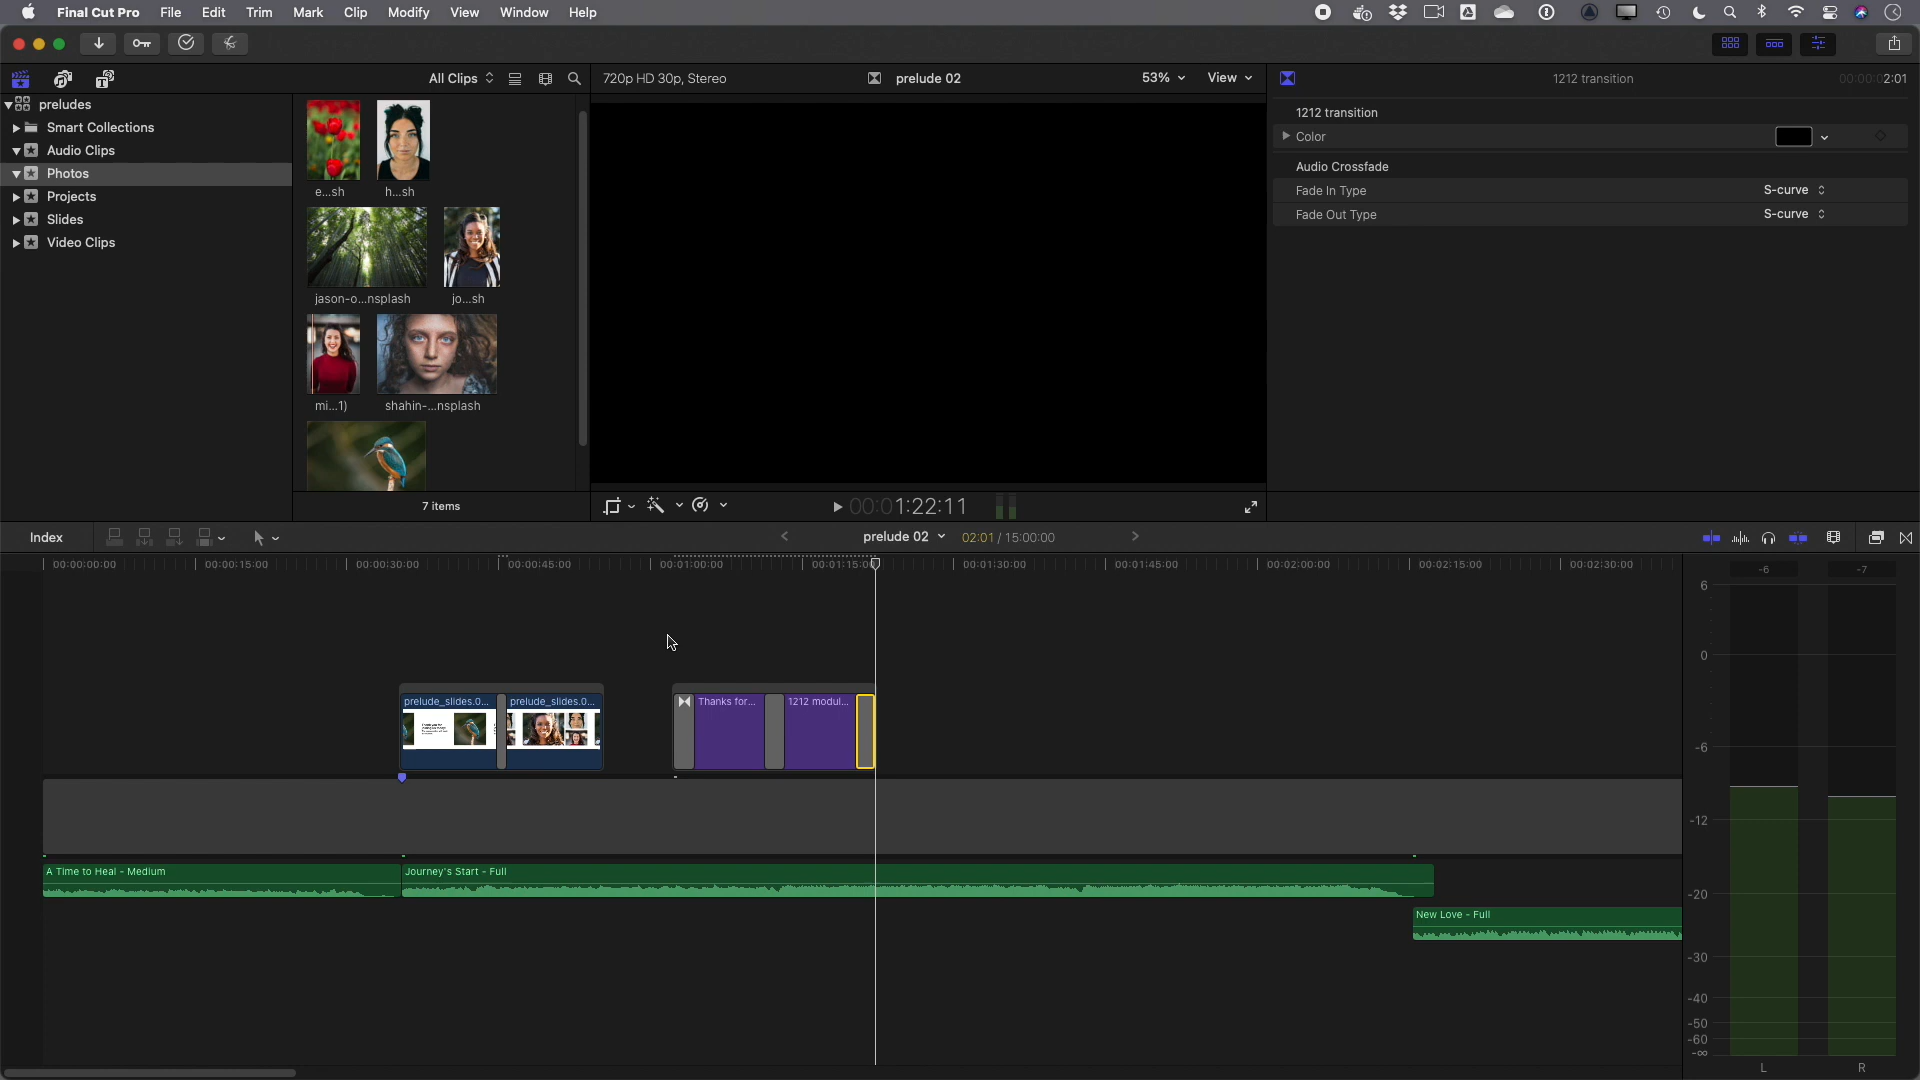 Final Cut Pro File Edit Trim Mark Clip Modify View Window Help
All Clips
720p HD 30p, Stereo
prelude 02
53%
View
1212 transition
00:00:02:01
preludes
Smart Collections
Audio Clips
Photos
Projects
Slides
Video Clips
e...sh
h...sh
jason-o...nsplash
jo...sh
mi...1)
shahin-...nsplash
7 items
00:01:22:11
1212 transition
Color
Audio Crossfade
Fade In Type
S-curve
Fade Out Type
S-curve
Index
prelude 02
02:01 / 15:00:00
00:00:00:00
00:00:15:00
00:00:30:00
00:00:45:00
00:01:00:00
00:01:15:00
00:01:30:00
00:01:45:00
00:02:00:00
00:02:15:00
00:02:30:00
prelude_slides.0...
prelude_slides.0...
Thanks for...
1212 modul...
A Time to Heal - Medium
Journey's Start - Full
New Love - Full
-6
-7
6
0
-6
-12
-20
-30
-40
-50
-60
-∞
L
R